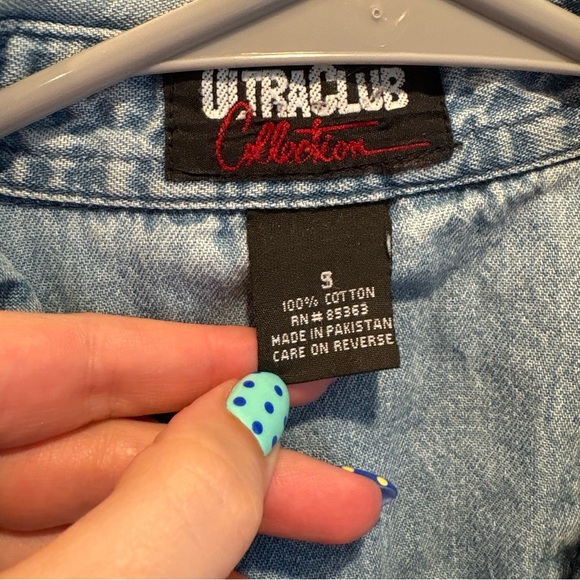 ULTRACLUB
Collection
S
100% COTTON
RN# 85363
MADE IN PAKISTAN
CARE ON REVERSE